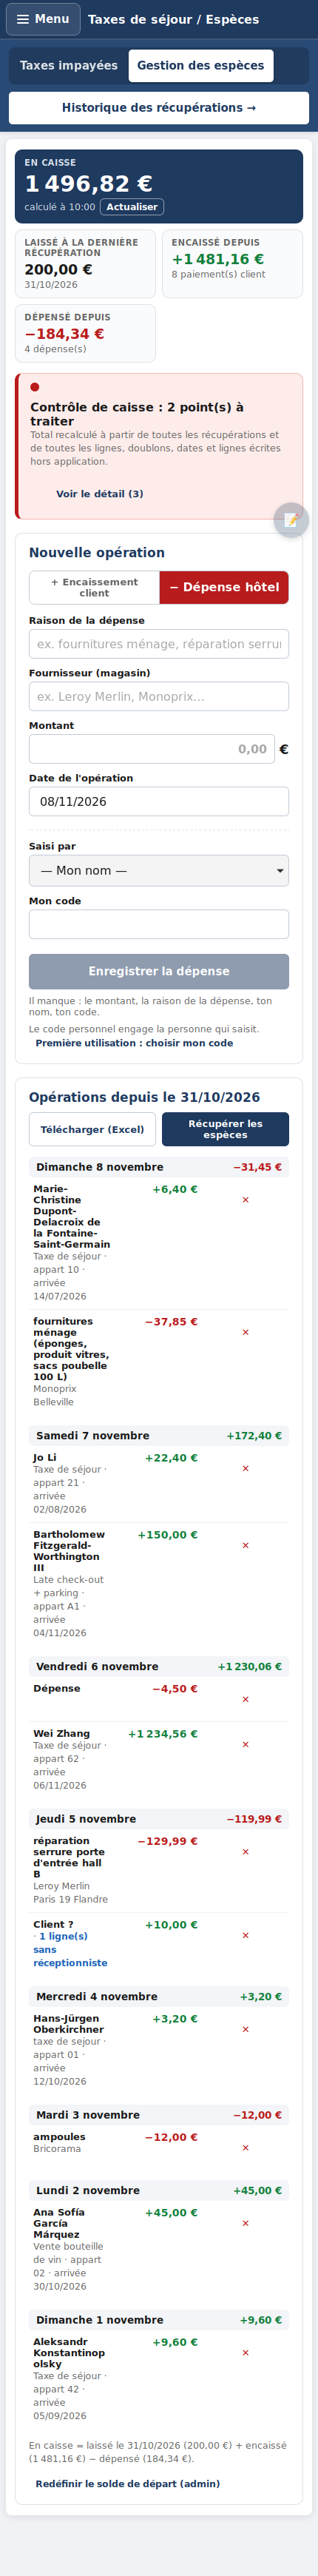 Menu
Taxes de séjour / Espèces
Taxes impayées
Gestion des espèces
Historique des récupérations →
EN CAISSE
1 496,82 €
calculé à 10:00
Actualiser
LAISSÉ À LA DERNIÈRE
RÉCUPÉRATION
200,00 €
31/10/2026
ENCAISSÉ DEPUIS
+1 481,16 €
8 paiement(s) client
DÉPENSÉ DEPUIS
−184,34 €
4 dépense(s)
Contrôle de caisse : 2 point(s) à
traiter
Total recalculé à partir de toutes les récupérations et
de toutes les lignes, doublons, dates et lignes écrites
hors application.
Voir le détail (3)
Nouvelle opération
+ Encaissement
client
− Dépense hôtel
Raison de la dépense
ex. fournitures ménage, réparation serru
Fournisseur (magasin)
ex. Leroy Merlin, Monoprix…
Montant
0,00 €
Date de l'opération
08/11/2026
Saisi par
— Mon nom —
Mon code
Enregistrer la dépense
Il manque : le montant, la raison de la dépense, ton
nom, ton code.
Le code personnel engage la personne qui saisit.
Première utilisation : choisir mon code
Opérations depuis le 31/10/2026
Télécharger (Excel)
Récupérer les
espèces
Dimanche 8 novembre −31,45 €
Marie-
Christine
Dupont-
Delacroix de
la Fontaine-
Saint-Germain
+6,40 €
×
Taxe de séjour ·
appart 10 ·
arrivée
14/07/2026
fournitures
ménage
(éponges,
produit vitres,
sacs poubelle
100 L)
−37,85 €
×
Monoprix
Belleville
Samedi 7 novembre +172,40 €
Jo Li
+22,40 €
×
Taxe de séjour ·
appart 21 ·
arrivée
02/08/2026
Bartholomew
Fitzgerald-
Worthington
III
+150,00 €
×
Late check-out
+ parking ·
appart A1 ·
arrivée
04/11/2026
Vendredi 6 novembre +1 230,06 €
Dépense
−4,50 €
×
Wei Zhang
+1 234,56 €
×
Taxe de séjour ·
appart 62 ·
arrivée
06/11/2026
Jeudi 5 novembre −119,99 €
réparation
serrure porte
d'entrée hall
B
−129,99 €
×
Leroy Merlin
Paris 19 Flandre
Client ?
+10,00 €
×
· 1 ligne(s)
sans
réceptionniste
Mercredi 4 novembre +3,20 €
Hans-Jürgen
Oberkirchner
+3,20 €
×
taxe de sejour ·
appart 01 ·
arrivée
12/10/2026
Mardi 3 novembre −12,00 €
ampoules
−12,00 €
×
Bricorama
Lundi 2 novembre +45,00 €
Ana Sofía
García
Márquez
+45,00 €
×
Vente bouteille
de vin · appart
02 · arrivée
30/10/2026
Dimanche 1 novembre +9,60 €
Aleksandr
Konstantinop
olsky
+9,60 €
×
Taxe de séjour ·
appart 42 ·
arrivée
05/09/2026
En caisse = laissé le 31/10/2026 (200,00 €) + encaissé
(1 481,16 €) − dépensé (184,34 €).
Redéfinir le solde de départ (admin)